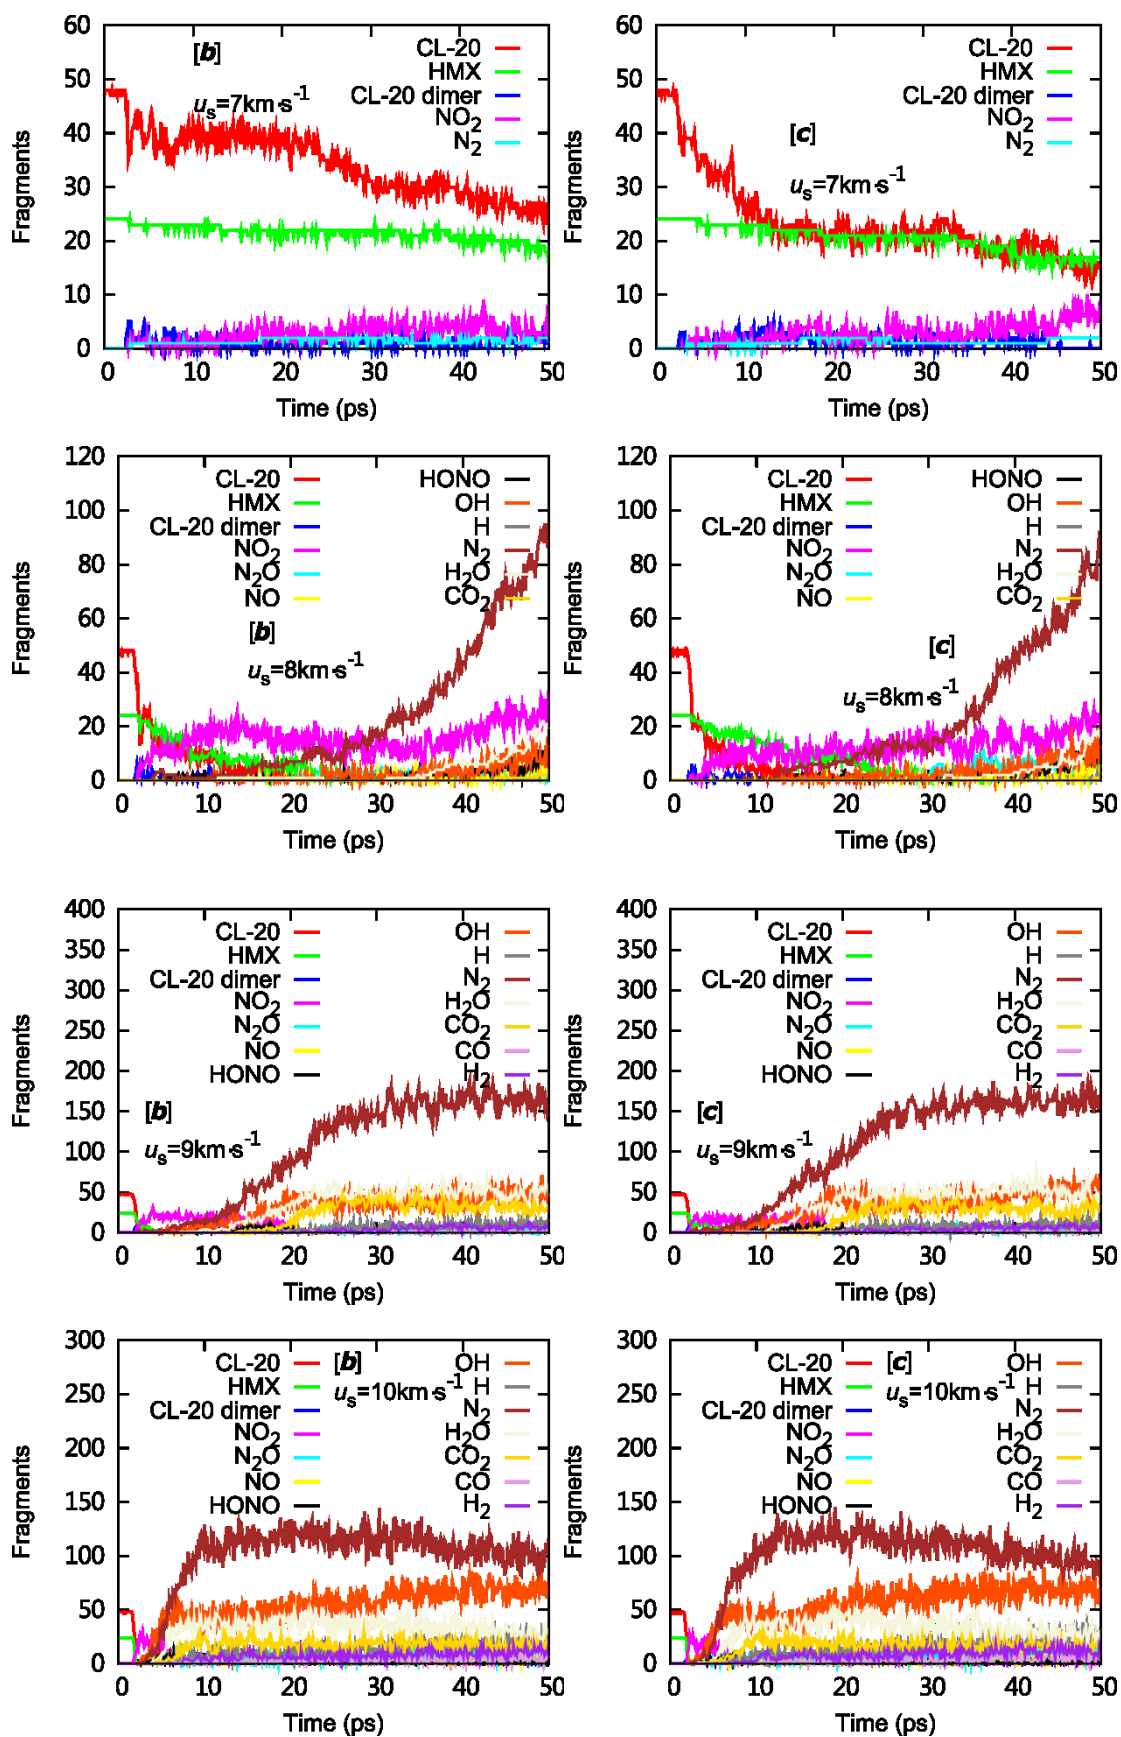 60
50
40
30
20
10
0
Fragments
[b]
uₛ=7km·s⁻¹
CL-20
HMX
CL-20 dimer
NO₂
N₂
0 10 20 30 40 50
Time (ps)
60
50
40
30
20
10
0
Fragments
[c]
uₛ=7km·s⁻¹
CL-20
HMX
CL-20 dimer
NO₂
N₂
0 10 20 30 40 50
Time (ps)
120
100
80
60
40
20
0
Fragments
CL-20
HMX
CL-20 dimer
NO₂
N₂O
NO
HONO
OH
H
N₂
H₂O
CO₂
[b]
uₛ=8km·s⁻¹
0 10 20 30 40 50
Time (ps)
120
100
80
60
40
20
0
Fragments
CL-20
HMX
CL-20 dimer
NO₂
N₂O
NO
HONO
OH
H
N₂
H₂O
CO₂
[c]
uₛ=8km·s⁻¹
0 10 20 30 40 50
Time (ps)
400
350
300
250
200
150
100
50
0
Fragments
CL-20
HMX
CL-20 dimer
NO₂
N₂O
NO
HONO
OH
H
N₂
H₂O
CO₂
CO
H₂
[b]
uₛ=9km·s⁻¹
0 10 20 30 40 50
Time (ps)
400
350
300
250
200
150
100
50
0
Fragments
CL-20
HMX
CL-20 dimer
NO₂
N₂O
NO
HONO
OH
H
N₂
H₂O
CO₂
CO
H₂
[c]
uₛ=9km·s⁻¹
0 10 20 30 40 50
Time (ps)
300
250
200
150
100
50
0
Fragments
CL-20
HMX
CL-20 dimer
NO₂
N₂O
NO
HONO
[b]
uₛ=10km·s⁻¹
OH
H
N₂
H₂O
CO₂
CO
H₂
0 10 20 30 40 50
Time (ps)
300
250
200
150
100
50
0
Fragments
CL-20
HMX
CL-20 dimer
NO₂
N₂O
NO
HONO
[c]
uₛ=10km·s⁻¹
OH
H
N₂
H₂O
CO₂
CO
H₂
0 10 20 30 40 50
Time (ps)